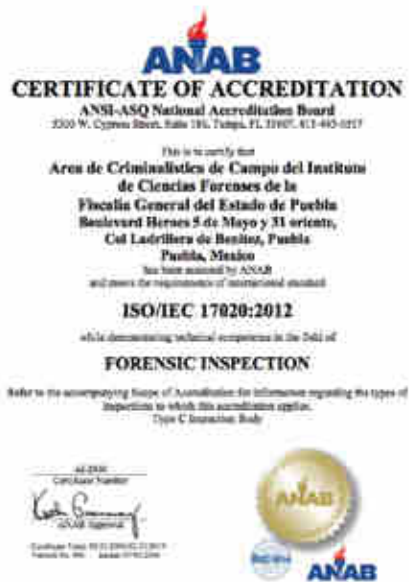 ANAB
CERTIFICATE OF ACCREDITATION
ANSI-ASQ National Accreditation Board
This is to certify that
Area de Criminalistica de Campo del Instituto
de Ciencias Forenses de la
Fiscalia General del Estado de Puebla
Boulevard Heroes 5 de Mayo y 31 oriente,
Col Ladrillera de Benitez, Puebla
Puebla, Mexico
has been assessed by ANAB
and meets the requirements of international standard
ISO/IEC 17020:2012
while demonstrating technical competence in the field of
FORENSIC INSPECTION
Refer to the accompanying Scope of Accreditation for information regarding the types of
inspections to which this accreditation applies.
Type C Inspection Body
Certificate Number
ANAB Approval
ANAB
ANAB